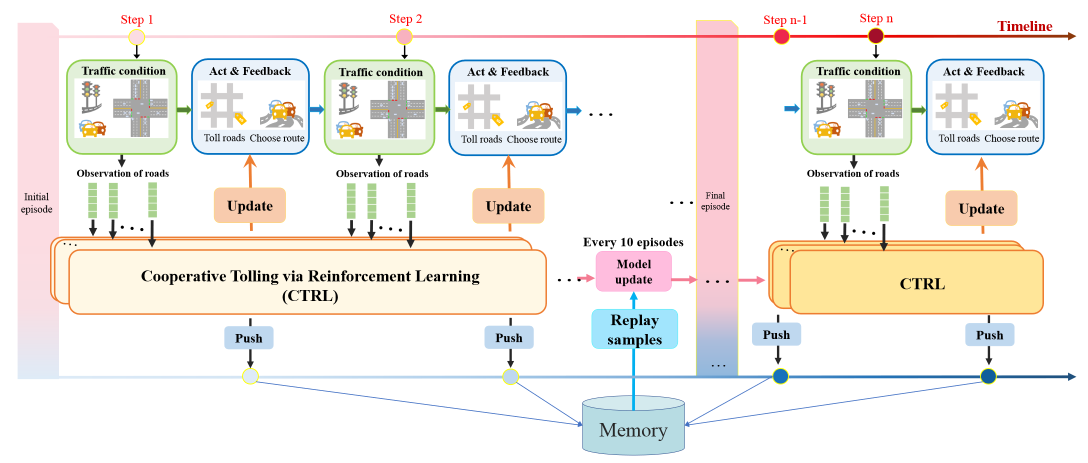 Step 1
Step 2
Step n-1
Step n
Timeline
Traffic condition
Act & Feedback
Toll roads Choose route
Traffic condition
Act & Feedback
Toll roads Choose route
. . .
Traffic condition
Act & Feedback
Toll roads Choose route
Observation of roads
Observation of roads
Observation of roads
Initial
episode
Update
Update
. . .
Final
episode
Update
. . .
. . .
. . .
. . .
Cooperative Tolling via Reinforcement Learning
(CTRL)
. . .
Every 10 episodes
Model
update
. . .
. . .
CTRL
Push
Push
Replay
samples
Push
Push
. . .
Memory